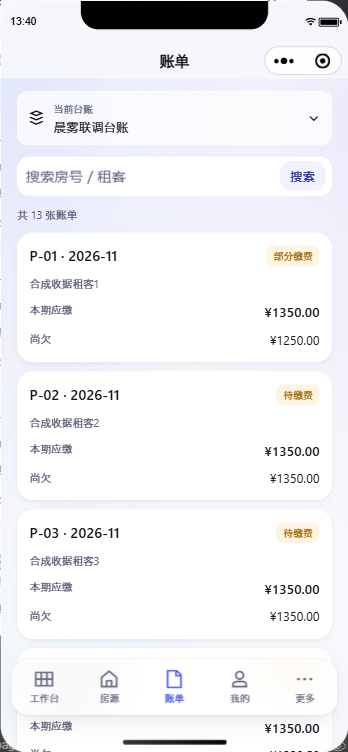 13:40
账单
当前台账
晨雾联调台账
搜索房号 / 租客
搜索
共 13 张账单
P-01 · 2026-11
部分缴费
合成收据租客1
本期应缴
¥1350.00
尚欠
¥1250.00
P-02 · 2026-11
待缴费
合成收据租客2
本期应缴
¥1350.00
尚欠
¥1350.00
P-03 · 2026-11
待缴费
合成收据租客3
本期应缴
¥1350.00
尚欠
¥1350.00
工作台
房源
账单
我的
更多
本期应缴
¥1350.00